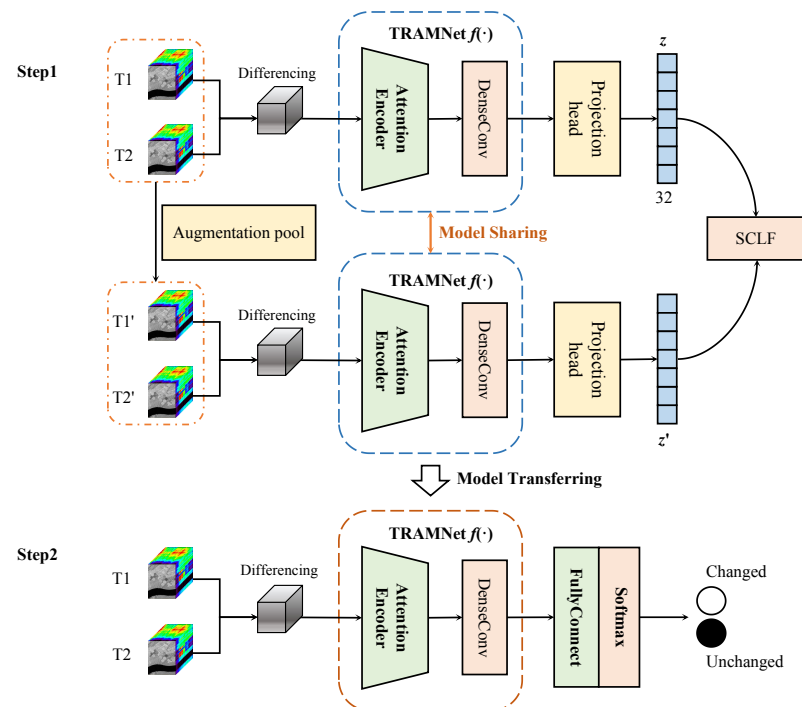 TRAMNet f(·)
z
Step1
T1
Differencing
Attention
Encoder
DenseConv
Projection
head
T2
32
Augmentation pool
Model Sharing
SCLF
TRAMNet f(·)
T1'
Differencing
Attention
Encoder
DenseConv
Projection
head
T2'
z'
Model Transferring
TRAMNet f(·)
Step2
T1
Differencing
Attention
Encoder
DenseConv
FullyConnect
Softmax
Changed
T2
Unchanged